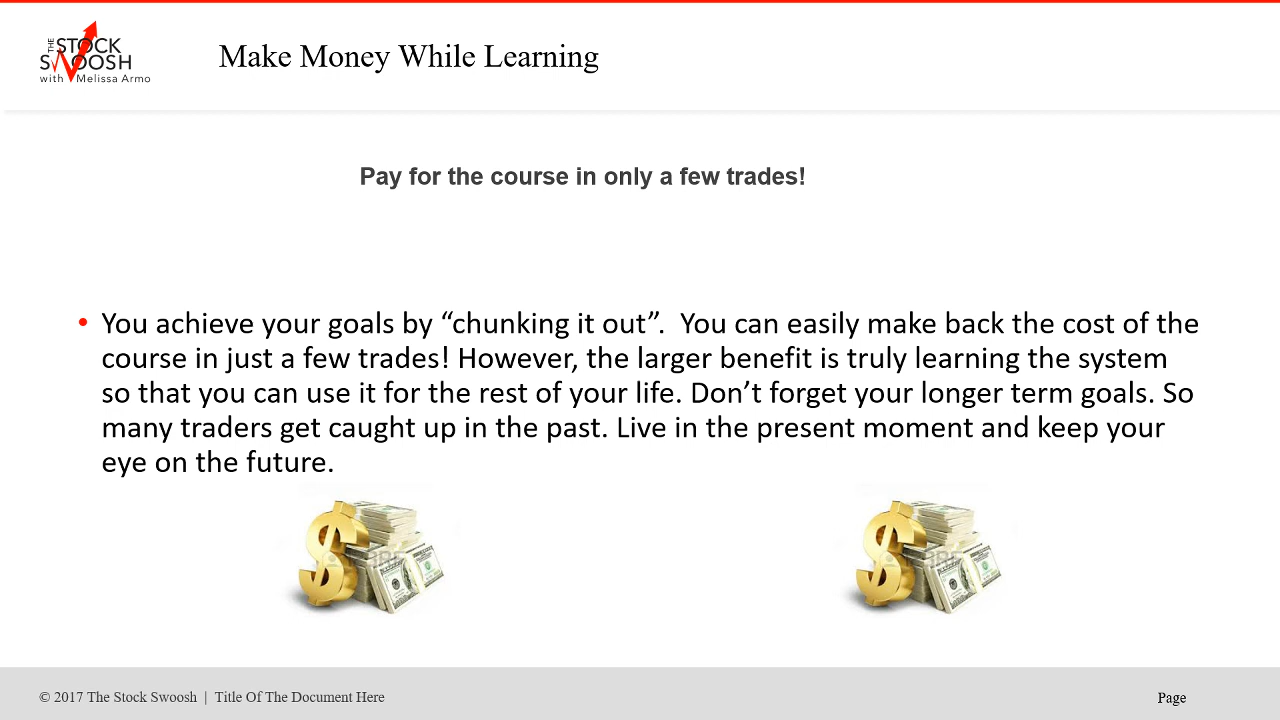 THE
STOCK
SWOOSH
with Melissa Armo
Make Money While Learning
Pay for the course in only a few trades!
• You achieve your goals by “chunking it out”.  You can easily make back the cost of the
course in just a few trades! However, the larger benefit is truly learning the system
so that you can use it for the rest of your life. Don’t forget your longer term goals. So
many traders get caught up in the past. Live in the present moment and keep your
eye on the future.
© 2017 The Stock Swoosh | Title Of The Document Here
Page